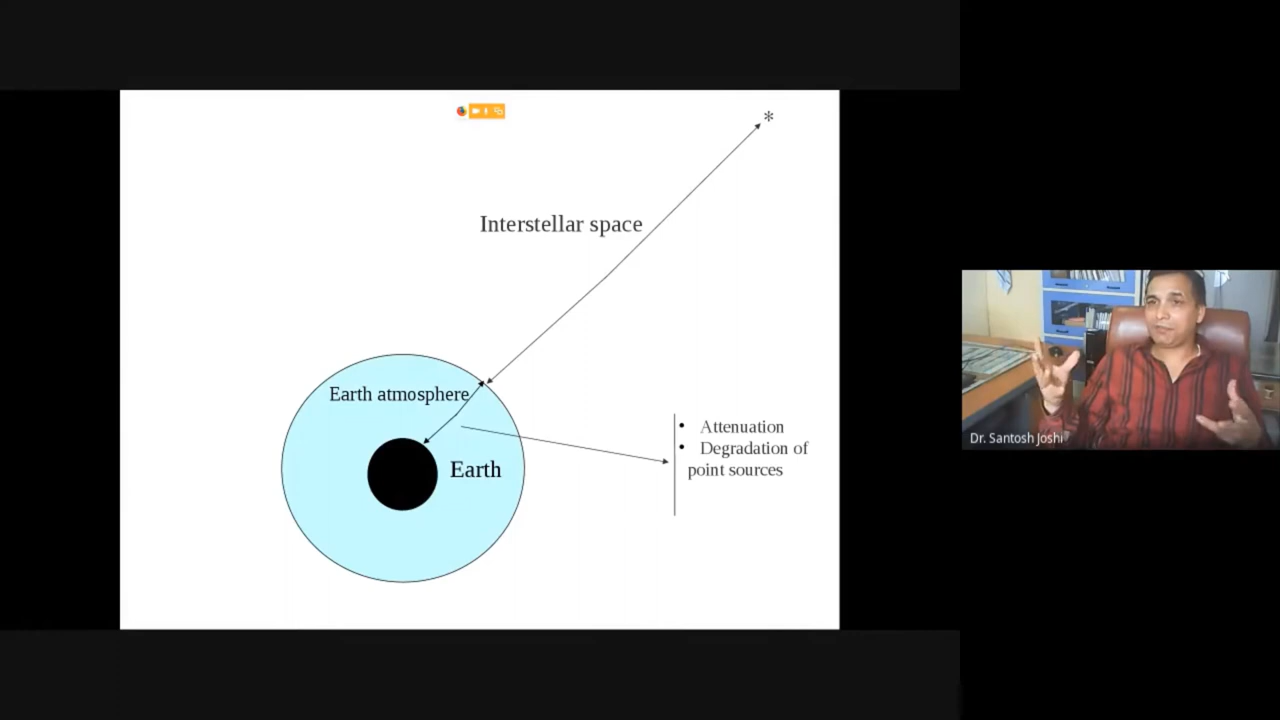 Interstellar space
Earth atmosphere
Earth
• Attenuation
• Degradation of
point sources
Dr. Santosh Joshi